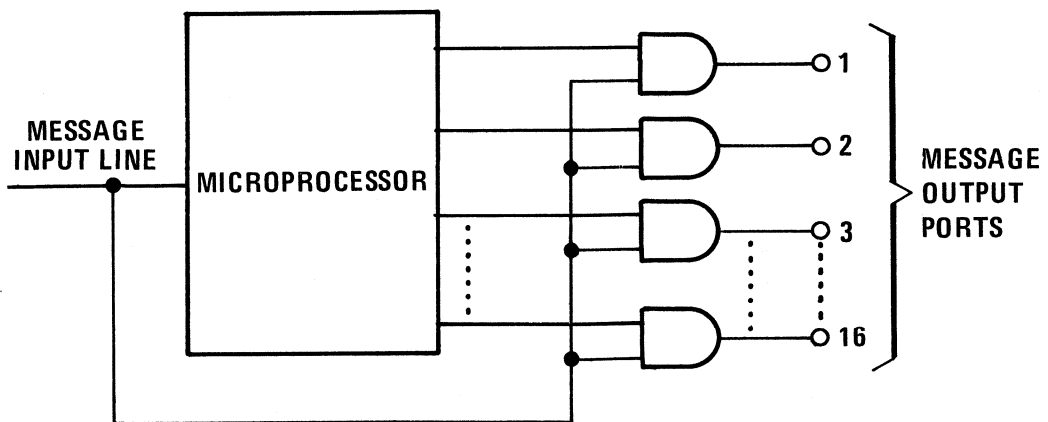 MESSAGE
INPUT LINE
MICROPROCESSOR
1
2
3
16
MESSAGE
OUTPUT
PORTS